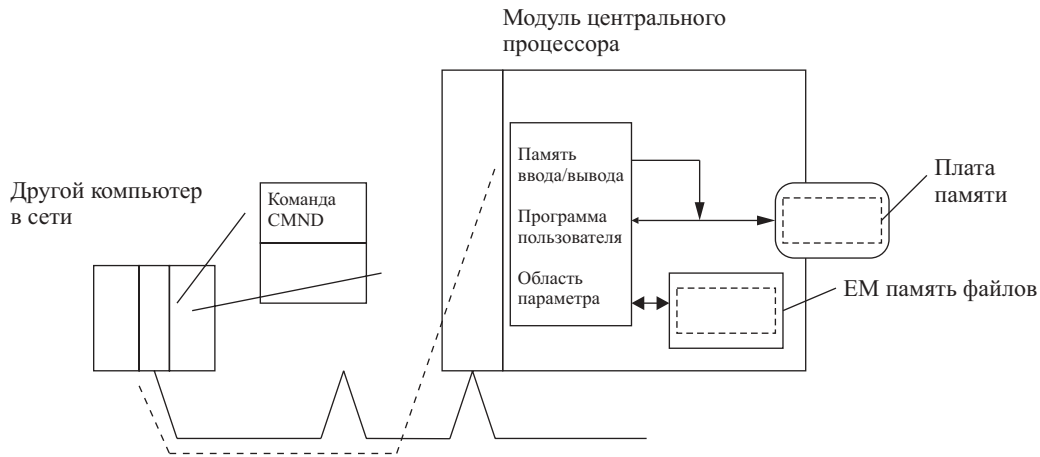 Модуль центрального
процессора
Другой компьютер
в сети
Команда
CMND
Память
ввода/вывода
Программа
пользователя
Область
параметра
Плата
памяти
ЕМ память файлов